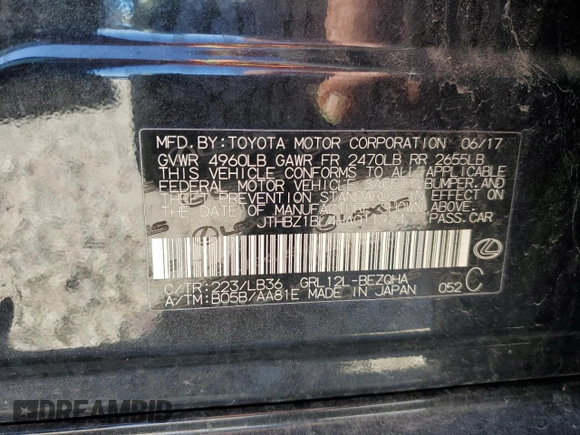 MFD. BY: TOYOTA MOTOR CORPORATION 06/17
GVWR 4960LB GAWR FR 2470LB RR 2655LB
THIS VEHICLE CONFORMS TO ALL APPLICABLE
FEDERAL MOTOR VEHICLE SAFETY, BUMPER, AND
THEFT PREVENTION STANDARDS IN EFFECT ON
THE DATE OF MANUFACTURE SHOWN ABOVE.
PASS. CAR
C/TR: 223/LB36 GRL12L-BEZQHA
A/TM: B05B/AA81E MADE IN JAPAN 052 C
DREAMBID